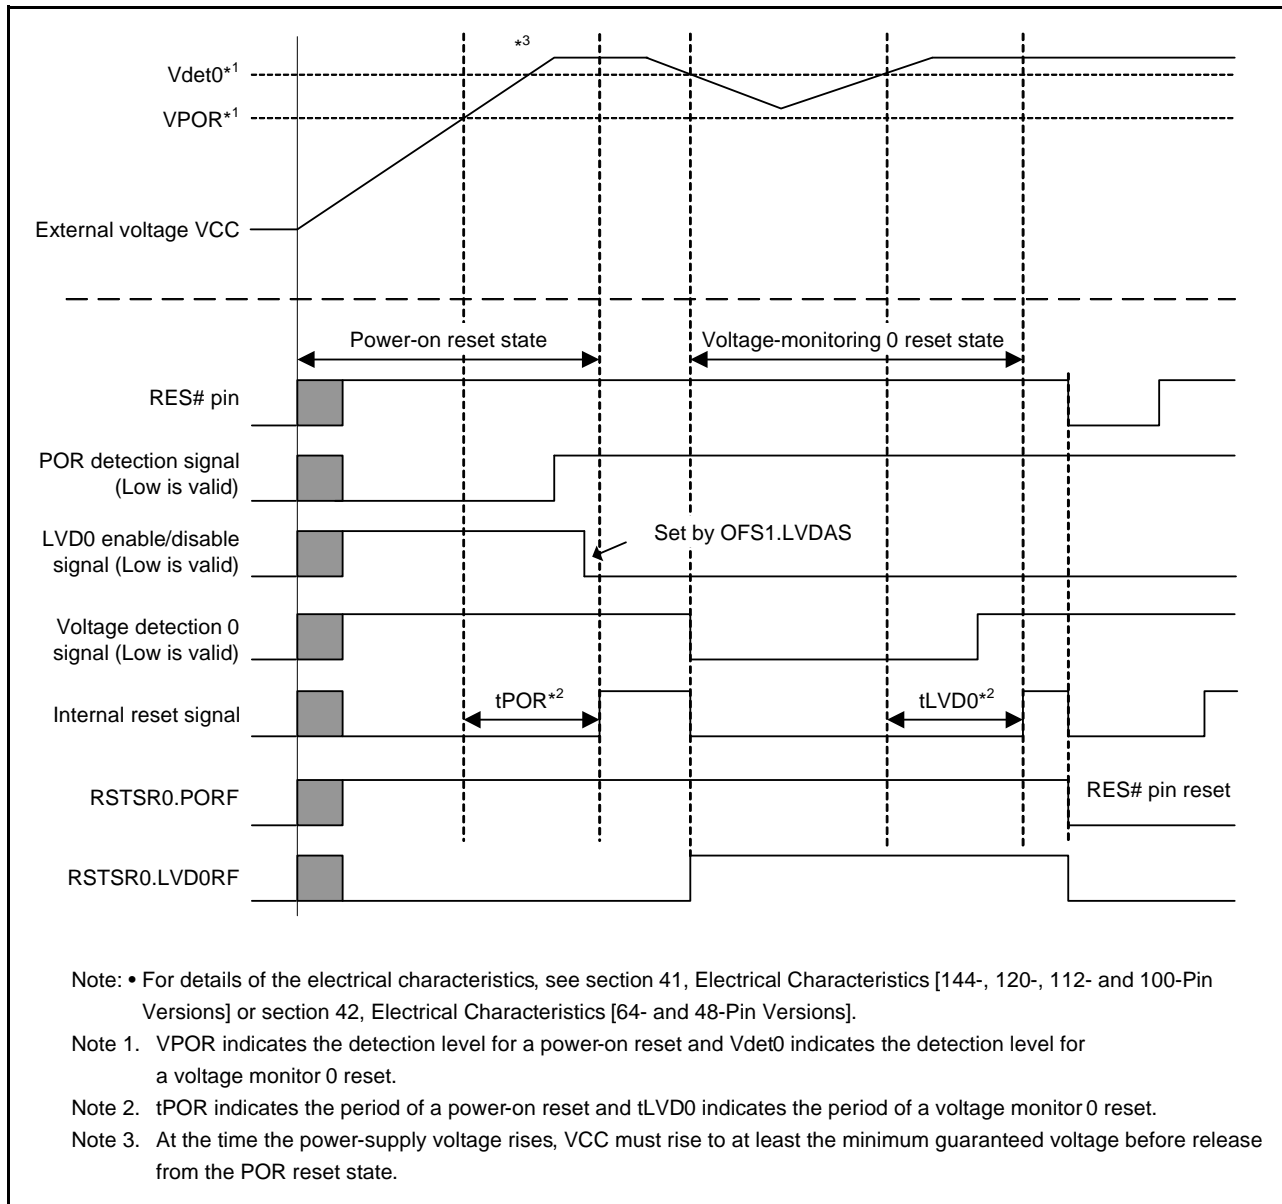 *3
Vdet0*1
VPOR*1
External voltage VCC
Power-on reset state
Voltage-monitoring 0 reset state
RES# pin
POR detection signal
(Low is valid)
LVD0 enable/disable
signal (Low is valid)
Set by OFS1.LVDAS
Voltage detection 0
signal (Low is valid)
Internal reset signal
tPOR*2
tLVD0*2
RSTSR0.PORF
RES# pin reset
RSTSR0.LVD0RF
Note: • For details of the electrical characteristics, see section 41, Electrical Characteristics [144-, 120-, 112- and 100-Pin
Versions] or section 42, Electrical Characteristics [64- and 48-Pin Versions].
Note 1. VPOR indicates the detection level for a power-on reset and Vdet0 indicates the detection level for
a voltage monitor 0 reset.
Note 2. tPOR indicates the period of a power-on reset and tLVD0 indicates the period of a voltage monitor 0 reset.
Note 3. At the time the power-supply voltage rises, VCC must rise to at least the minimum guaranteed voltage before release
from the POR reset state.